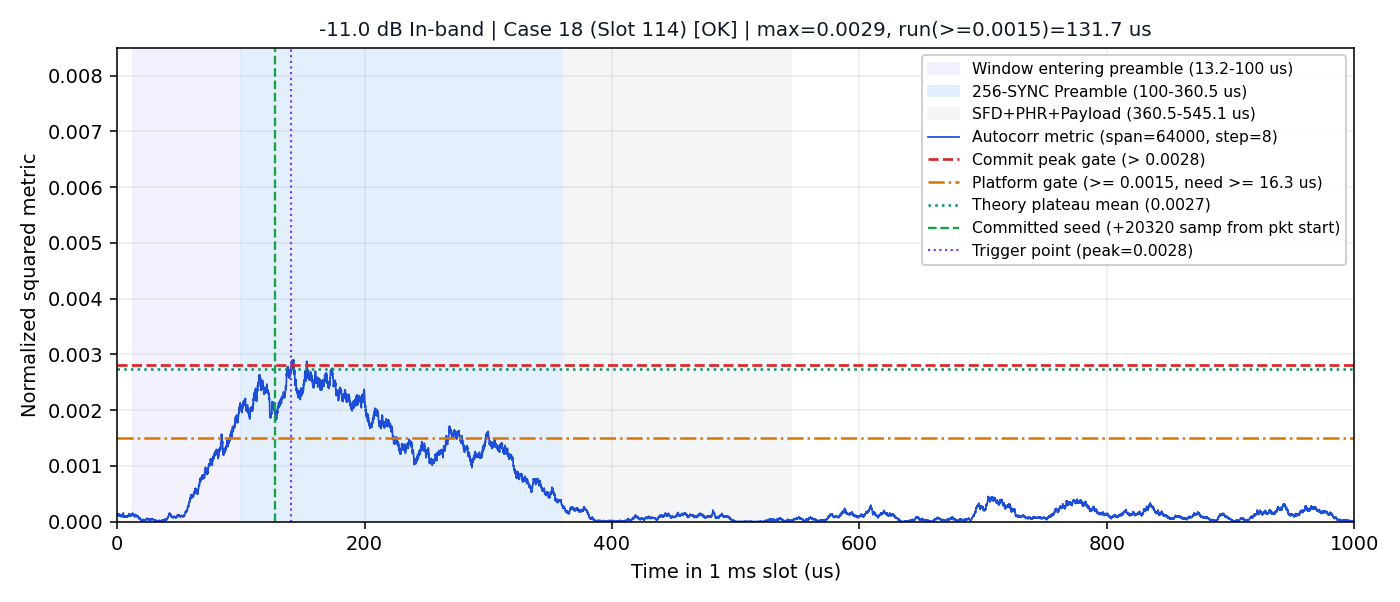 -11.0 dB In-band | Case 18 (Slot 114) [OK] | max=0.0029, run(>=0.0015)=131.7 us
Normalized squared metric
0.008
0.007
0.006
0.005
0.004
0.003
0.002
0.001
0.000
Window entering preamble (13.2-100 us)
256-SYNC Preamble (100-360.5 us)
SFD+PHR+Payload (360.5-545.1 us)
Autocorr metric (span=64000, step=8)
Commit peak gate (> 0.0028)
Platform gate (>= 0.0015, need >= 16.3 us)
Theory plateau mean (0.0027)
Committed seed (+20320 samp from pkt start)
Trigger point (peak=0.0028)
0 200 400 600 800 1000
Time in 1 ms slot (us)